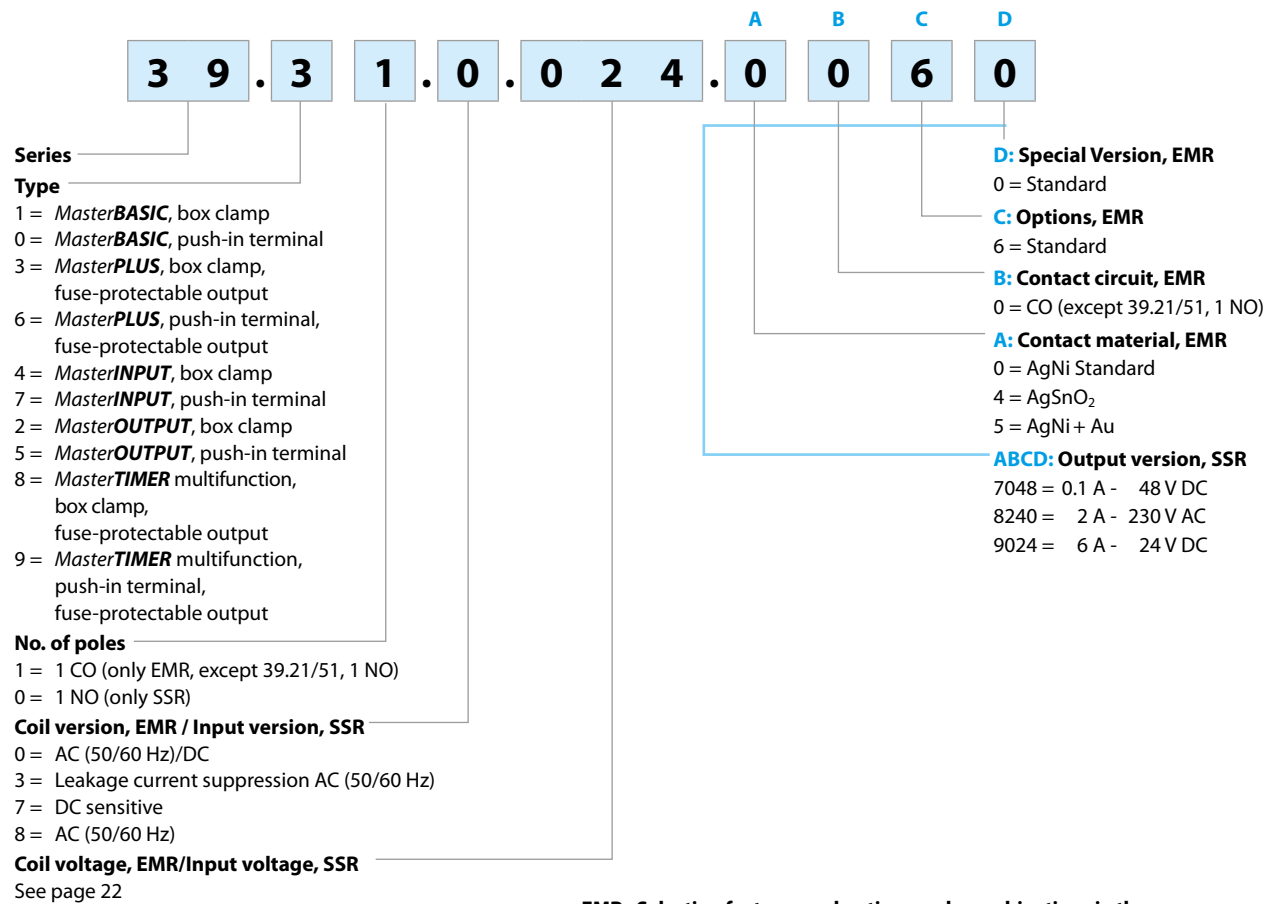 A B C D
3 9 . 3 1 . 0 . 0 2 4 . 0 0 6 0
Series
Type
1 = MasterBASIC, box clamp
0 = MasterBASIC, push-in terminal
3 = MasterPLUS, box clamp,
fuse-protectable output
6 = MasterPLUS, push-in terminal,
fuse-protectable output
4 = MasterINPUT, box clamp
7 = MasterINPUT, push-in terminal
2 = MasterOUTPUT, box clamp
5 = MasterOUTPUT, push-in terminal
8 = MasterTIMER multifunction,
box clamp,
fuse-protectable output
9 = MasterTIMER multifunction,
push-in terminal,
fuse-protectable output
No. of poles
1 = 1 CO (only EMR, except 39.21/51, 1 NO)
0 = 1 NO (only SSR)
Coil version, EMR / Input version, SSR
0 = AC (50/60 Hz)/DC
3 = Leakage current suppression AC (50/60 Hz)
7 = DC sensitive
8 = AC (50/60 Hz)
Coil voltage, EMR/Input voltage, SSR
See page 22
D: Special Version, EMR
0 = Standard
C: Options, EMR
6 = Standard
B: Contact circuit, EMR
0 = CO (except 39.21/51, 1 NO)
A: Contact material, EMR
0 = AgNi Standard
4 = AgSnO₂
5 = AgNi + Au
ABCD: Output version, SSR
7048 = 0.1 A - 48 V DC
8240 = 2 A - 230 V AC
9024 = 6 A - 24 V DC